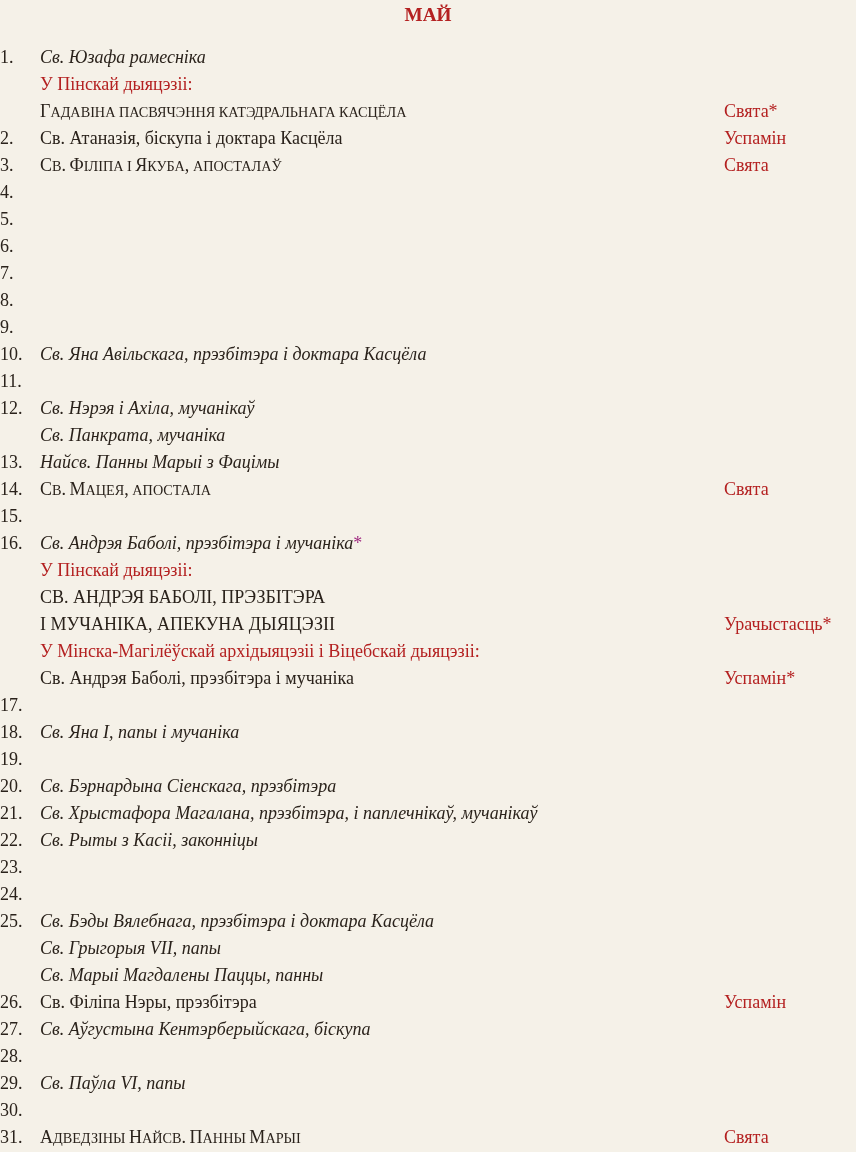 МАЙ
1. Св. Юзафа рамесніка
У Пінскай дыяцэзіі:
Гадавіна пасвячэння катэдральнага касцёла Свята*
2. Св. Атаназія, біскупа і доктара Касцёла Успамін
3. Св. Філіпа і Якуба, апосталаў Свята
4.
5.
6.
7.
8.
9.
10. Св. Яна Авільскага, прэзбітэра і доктара Касцёла
11.
12. Св. Нэрэя і Ахіла, мучанікаў
Св. Панкрата, мучаніка
13. Найсв. Панны Марыі з Фацімы
14. Св. Мацея, апостала Свята
15.
16. Св. Андрэя Баболі, прэзбітэра і мучаніка*
У Пінскай дыяцэзіі:
СВ. АНДРЭЯ БАБОЛІ, ПРЭЗБІТЭРА
І МУЧАНІКА, АПЕКУНА ДЫЯЦЭЗІІ Урачыстасць*
У Мінска-Магілёўскай архідыяцэзіі і Віцебскай дыяцэзіі:
Св. Андрэя Баболі, прэзбітэра і мучаніка Успамін*
17.
18. Св. Яна І, папы і мучаніка
19.
20. Св. Бэрнардына Сіенскага, прэзбітэра
21. Св. Хрыстафора Магалана, прэзбітэра, і паплечнікаў, мучанікаў
22. Св. Рыты з Касіі, законніцы
23.
24.
25. Св. Бэды Вялебнага, прэзбітэра і доктара Касцёла
Св. Грыгорыя VII, папы
Св. Марыі Магдалены Паццы, панны
26. Св. Філіпа Нэры, прэзбітэра Успамін
27. Св. Аўгустына Кентэрберыйскага, біскупа
28.
29. Св. Паўла VI, папы
30.
31. Адведзіны Найсв. Панны Марыі Свята